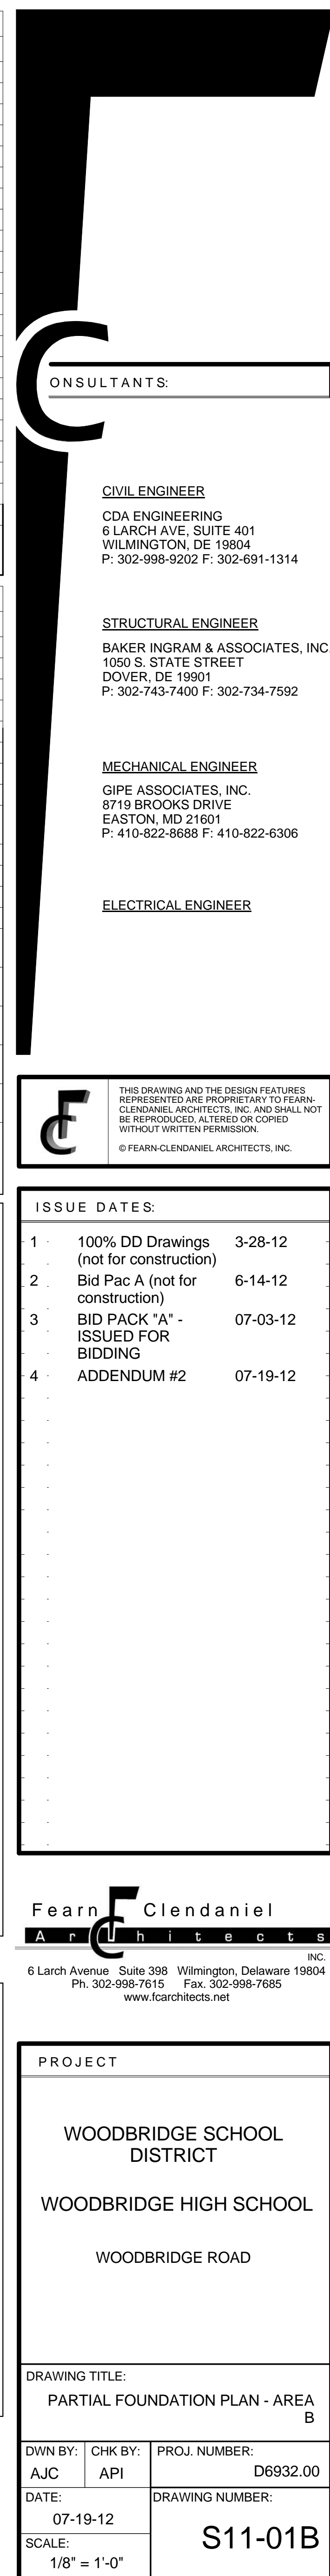 CONSULTANTS:
CIVIL ENGINEER
CDA ENGINEERING
6 LARCH AVE, SUITE 401
WILMINGTON, DE 19804
P: 302-998-9202 F: 302-691-1314
STRUCTURAL ENGINEER
BAKER INGRAM & ASSOCIATES, INC.
1050 S. STATE STREET
DOVER, DE 19901
P: 302-743-7400 F: 302-734-7592
MECHANICAL ENGINEER
GIPE ASSOCIATES, INC.
8719 BROOKS DRIVE
EASTON, MD 21601
P: 410-822-8688 F: 410-822-6306
ELECTRICAL ENGINEER
THIS DRAWING AND THE DESIGN FEATURES
REPRESENTED ARE PROPRIETARY TO FEARN-
CLENDANIEL ARCHITECTS, INC. AND SHALL NOT
BE REPRODUCED, ALTERED OR COPIED
WITHOUT WRITTEN PERMISSION.
© FEARN-CLENDANIEL ARCHITECTS, INC.
ISSUE DATES:
1 100% DD Drawings 3-28-12
(not for construction)
2 Bid Pac A (not for 6-14-12
construction)
3 BID PACK "A" - 07-03-12
ISSUED FOR
BIDDING
4 ADDENDUM #2 07-19-12
Fearn Clendaniel
Architects
INC.
6 Larch Avenue Suite 398 Wilmington, Delaware 19804
Ph. 302-998-7615 Fax. 302-998-7685
www.fcarchitects.net
PROJECT
WOODBRIDGE SCHOOL
DISTRICT
WOODBRIDGE HIGH SCHOOL
WOODBRIDGE ROAD
DRAWING TITLE:
PARTIAL FOUNDATION PLAN - AREA
B
DWN BY: CHK BY: PROJ. NUMBER:
AJC API D6932.00
DATE: DRAWING NUMBER:
07-19-12
S11-01B
SCALE:
1/8" = 1'-0"